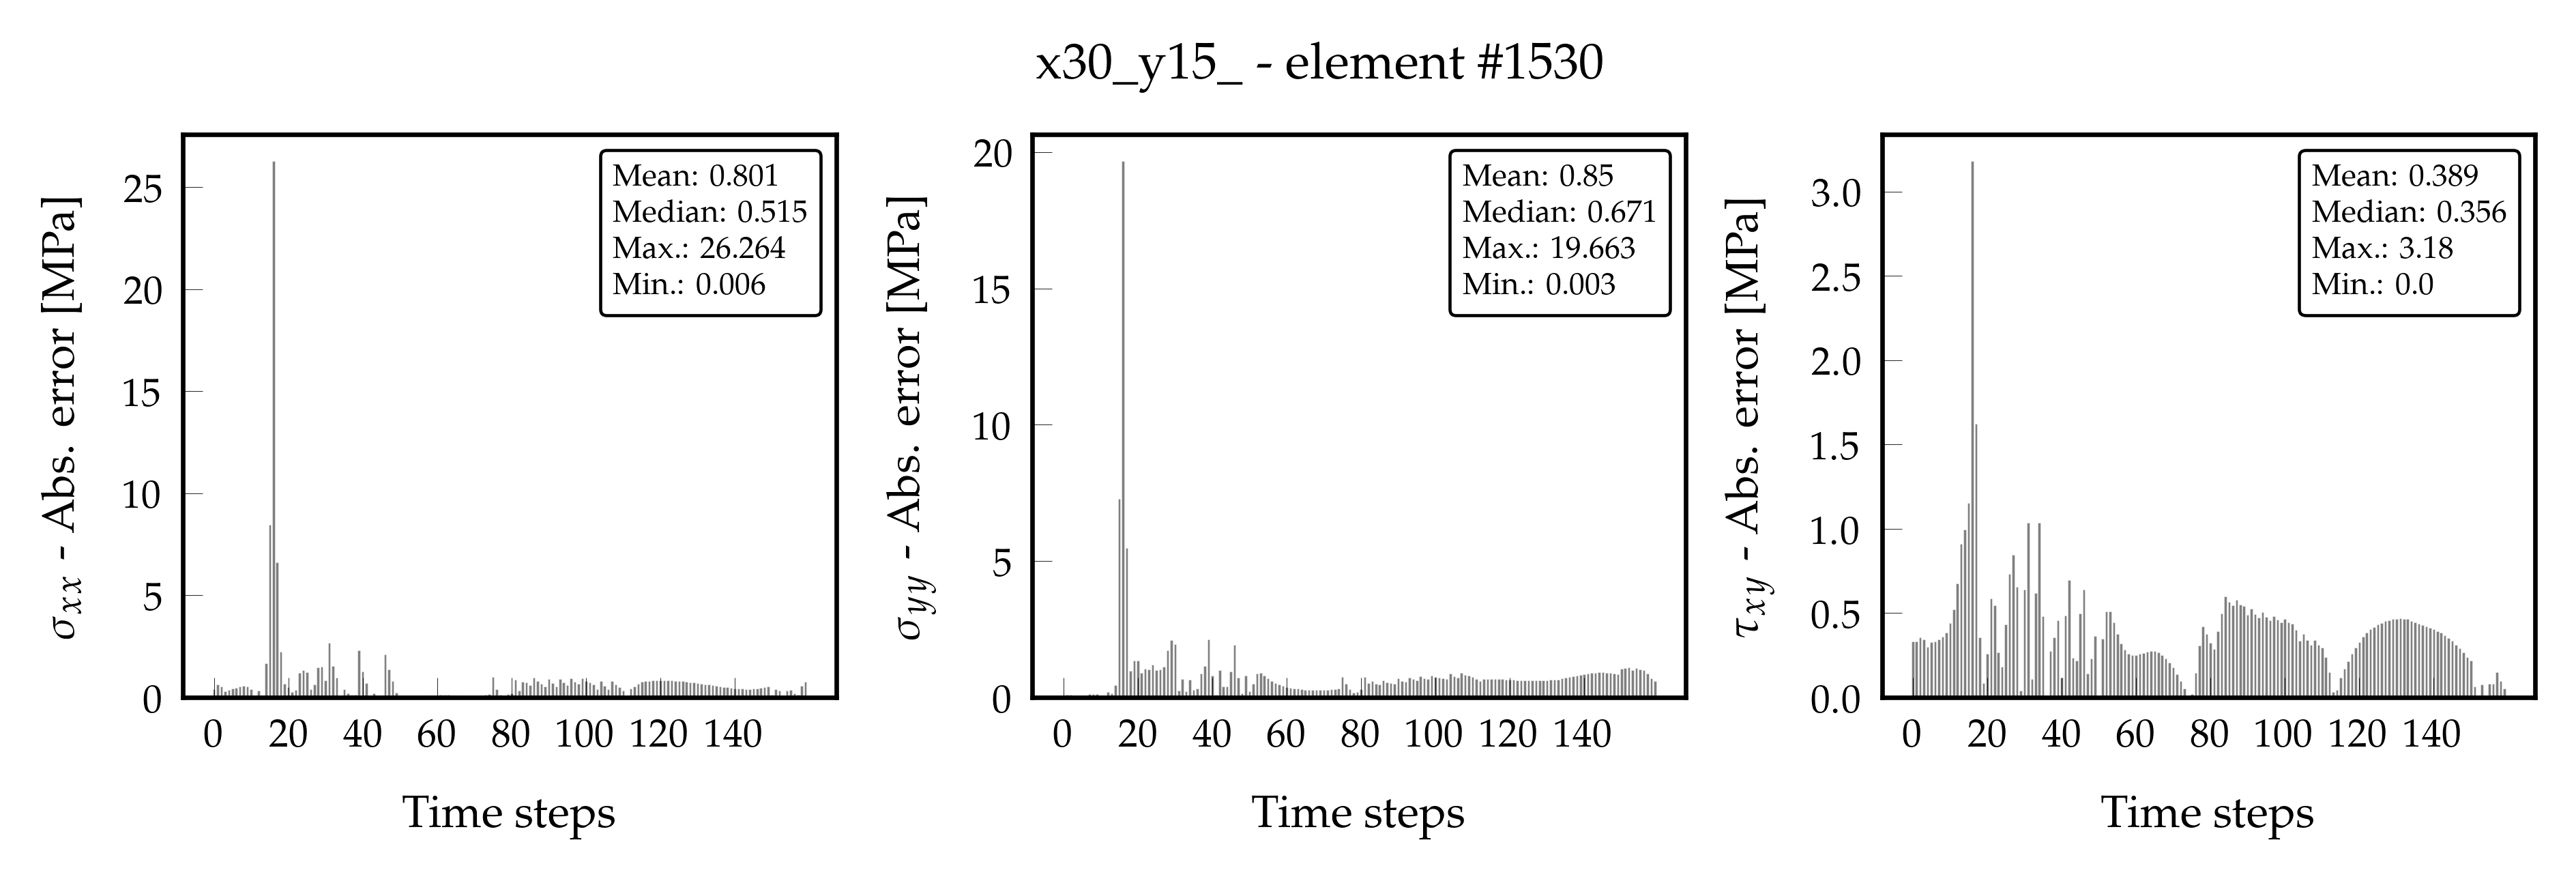 x30_y15_ - element #1530
σxx - Abs. error [MPa]
25
20
15
10
5
0
0 20 40 60 80 100 120 140
Time steps
Mean: 0.801
Median: 0.515
Max.: 26.264
Min.: 0.006
σyy - Abs. error [MPa]
20
15
10
5
0
0 20 40 60 80 100 120 140
Time steps
Mean: 0.85
Median: 0.671
Max.: 19.663
Min.: 0.003
τxy - Abs. error [MPa]
3.0
2.5
2.0
1.5
1.0
0.5
0.0
0 20 40 60 80 100 120 140
Time steps
Mean: 0.389
Median: 0.356
Max.: 3.18
Min.: 0.0